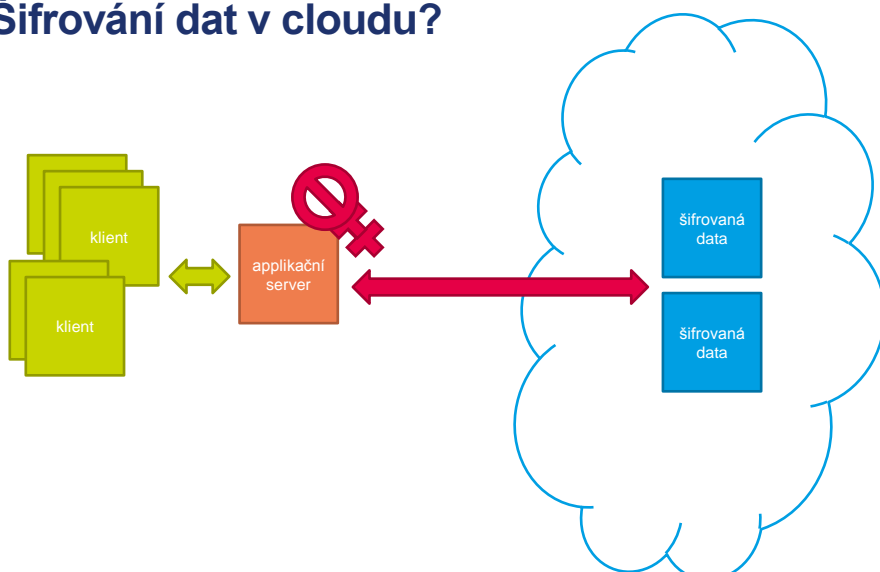 Šifrování dat v cloudu?
klient
klient
applikační
server
šifrovaná
data
šifrovaná
data